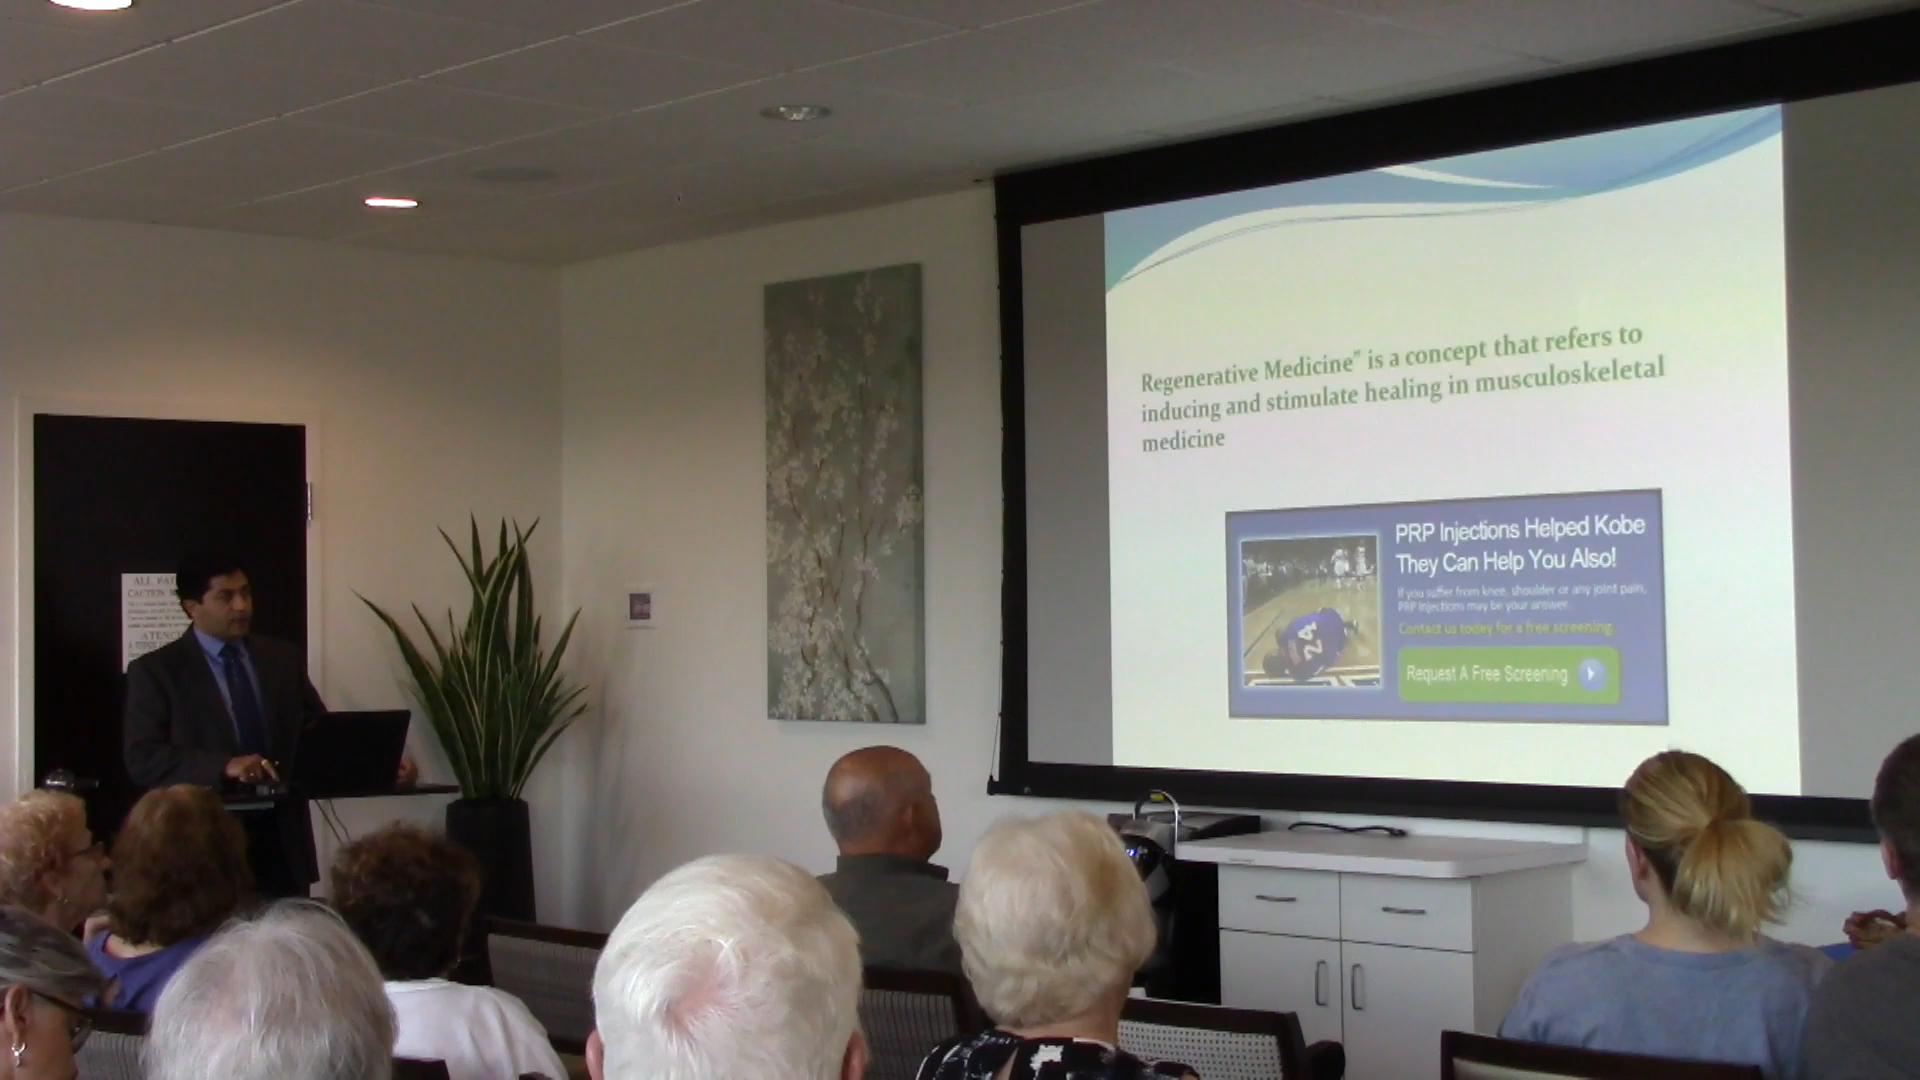 Regenerative Medicine" is a concept that refers to
inducing and stimulate healing in musculoskeletal
medicine
PRP Injections Helped Kobe
They Can Help You Also!
If you suffer from knee, shoulder or any joint pain,
PRP injections may be your answer.
Contact us today for a free screening.
Request A Free Screening
24
ALL